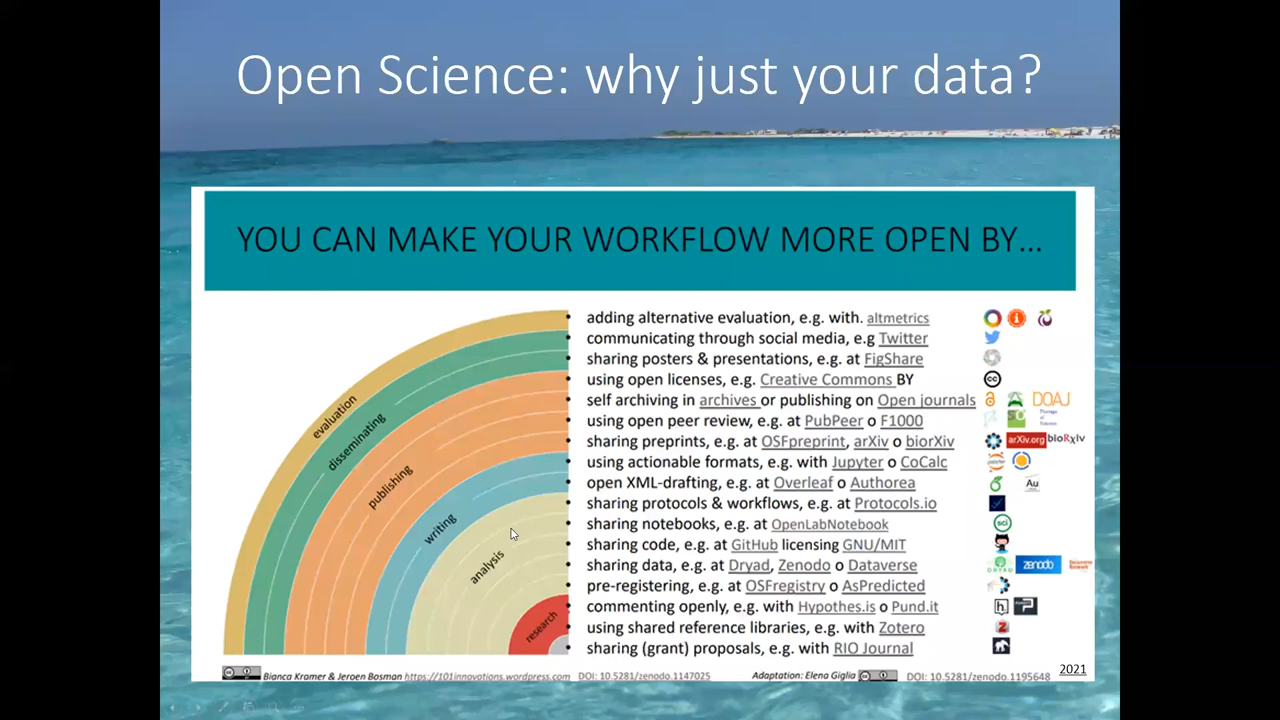 Open Science: why just your data?
YOU CAN MAKE YOUR WORKFLOW MORE OPEN BY...
evaluation
disseminating
publishing
writing
analysis
research
adding alternative evaluation, e.g. with. altmetrics
communicating through social media, e.g Twitter
sharing posters & presentations, e.g. at FigShare
using open licenses, e.g. Creative Commons BY
self archiving in archives or publishing on Open journals
using open peer review, e.g. at PubPeer o F1000
sharing preprints, e.g. at OSFpreprint, arXiv o biorXiv
using actionable formats, e.g. with Jupyter o CoCalc
open XML-drafting, e.g. at Overleaf o Authorea
sharing protocols & workflows, e.g. at Protocols.io
sharing notebooks, e.g. at OpenLabNotebook
sharing code, e.g. at GitHub licensing GNU/MIT
sharing data, e.g. at Dryad, Zenodo o Dataverse
pre-registering, e.g. at OSFregistry o AsPredicted
commenting openly, e.g. with Hypothes.is o Pund.it
using shared reference libraries, e.g. with Zotero
sharing (grant) proposals, e.g. with RIO Journal
cc
DOAJ
arXiv.org bioRxiv
Au
sci
DRYAD zenodo
h
Z
Bianca Kramer & Jeroen Bosman https://101innovations.wordpress.com DOI: 10.5281/zenodo.1147025
Adaptation: Elena Giglia DOI: 10.5281/zenodo.1195648
2021